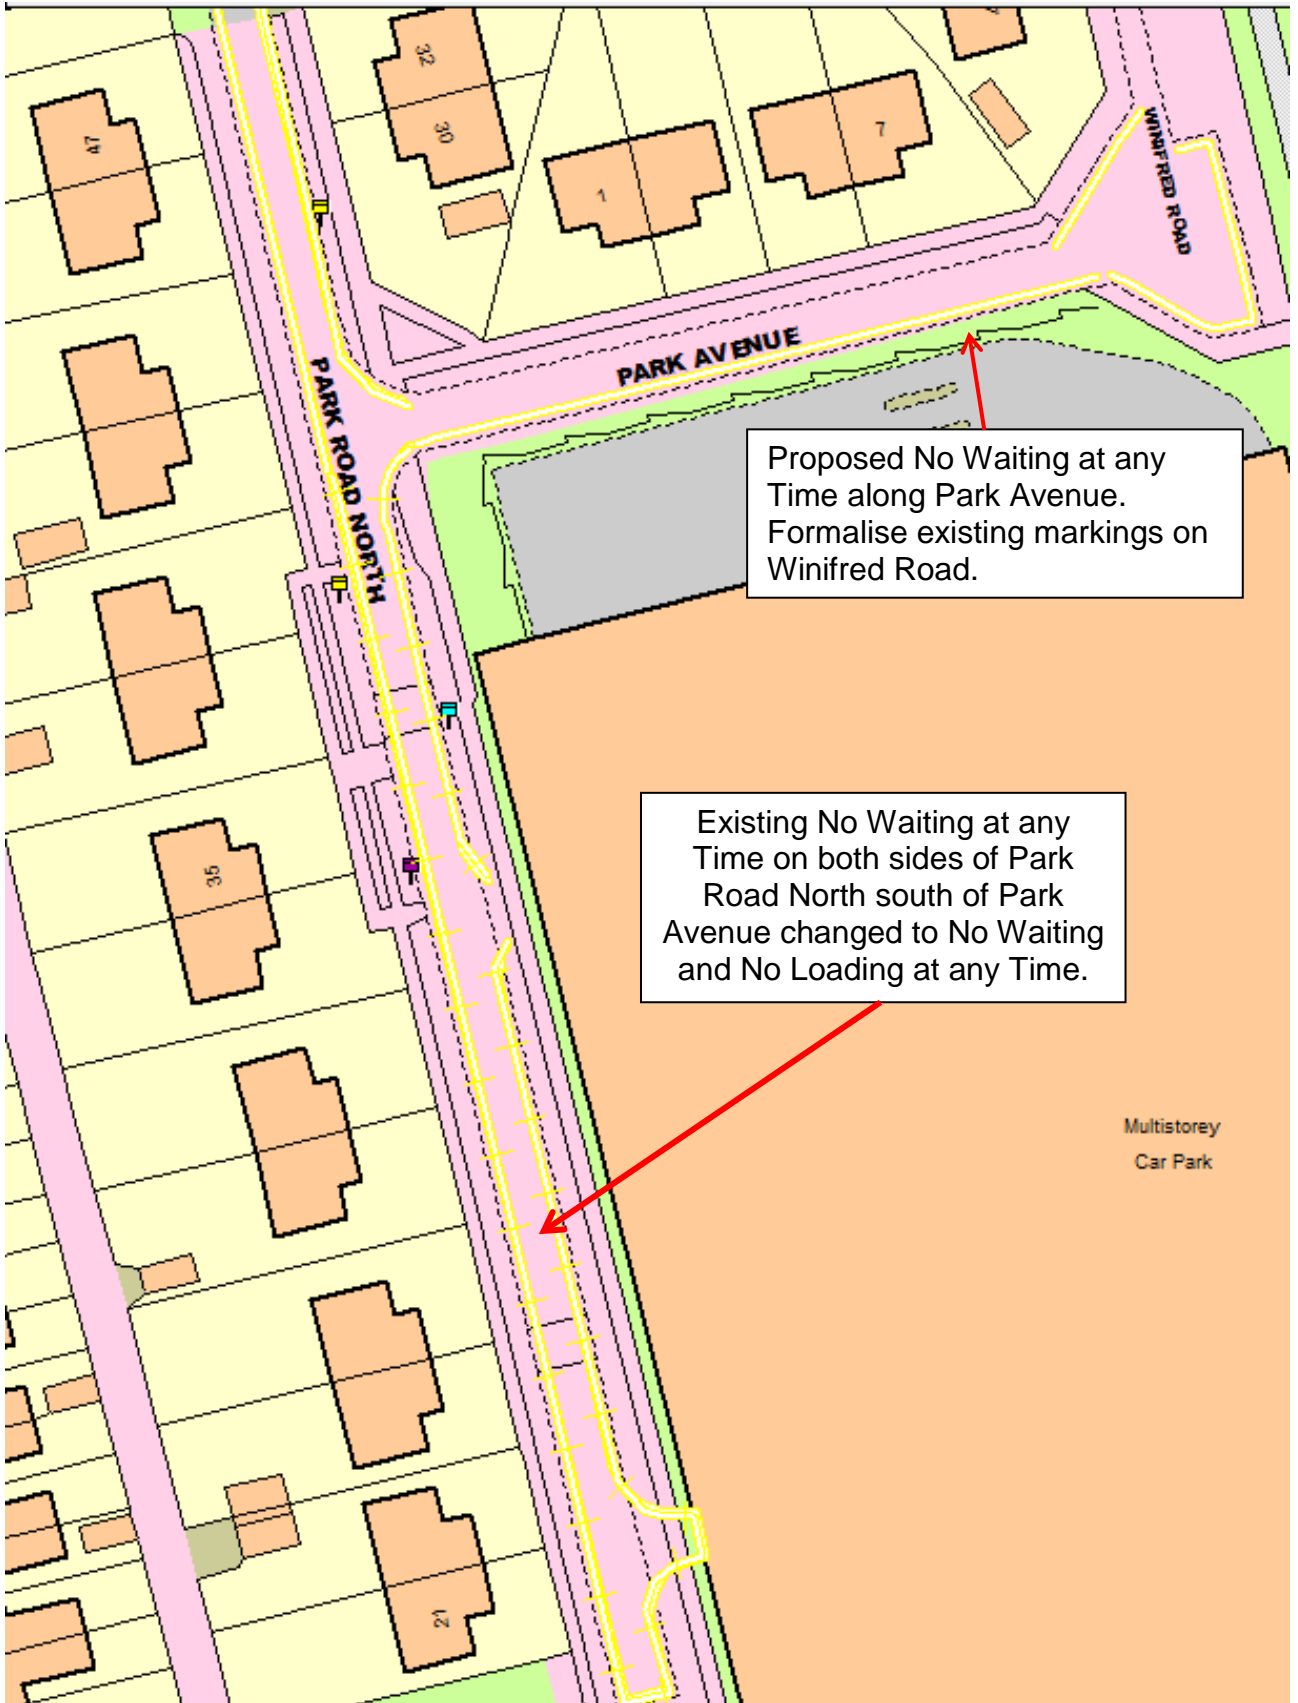 32
30
47
1
7
WINIFRED ROAD
PARK AVENUE
PARK ROAD NORTH
Proposed No Waiting at any
Time along Park Avenue.
Formalise existing markings on
Winifred Road.
Existing No Waiting at any
Time on both sides of Park
Road North south of Park
Avenue changed to No Waiting
and No Loading at any Time.
35
Multistorey
Car Park
21